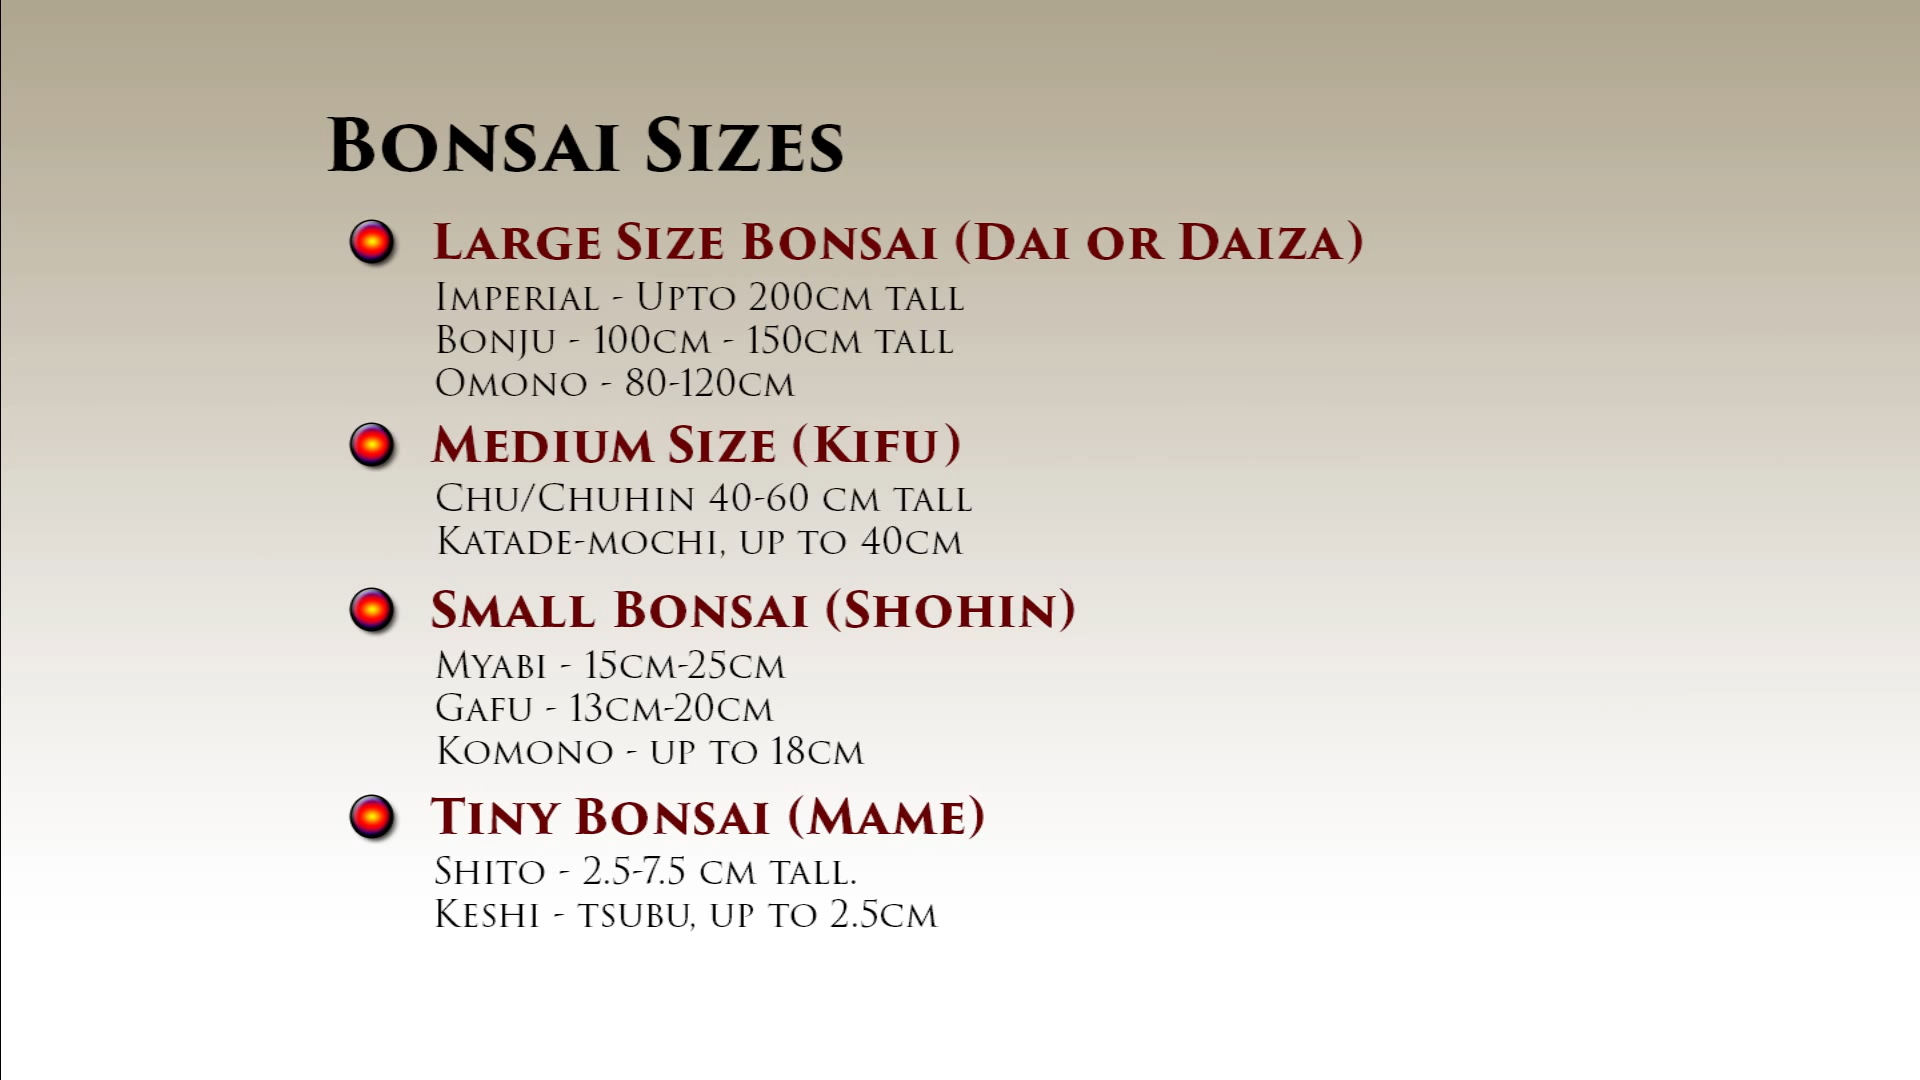 Bonsai Sizes
Large Size Bonsai (Dai or Daiza)
Imperial - Upto 200cm tall
Bonju - 100cm - 150cm tall
Omono - 80-120cm
Medium Size (Kifu)
Chu/Chuhin 40-60 cm tall
Katade-mochi, up to 40cm
Small Bonsai (Shohin)
Myabi - 15cm-25cm
Gafu - 13cm-20cm
Komono - up to 18cm
Tiny Bonsai (Mame)
Shito - 2.5-7.5 cm tall.
Keshi - tsubu, up to 2.5cm